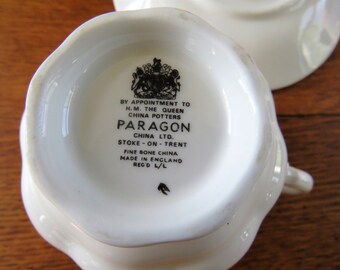 BY APPOINTMENT TO
H.M. THE QUEEN
CHINA POTTERS
PARAGON
CHINA LTD.
STOKE-ON-TRENT
FINE BONE CHINA
MADE IN ENGLAND
REG'D